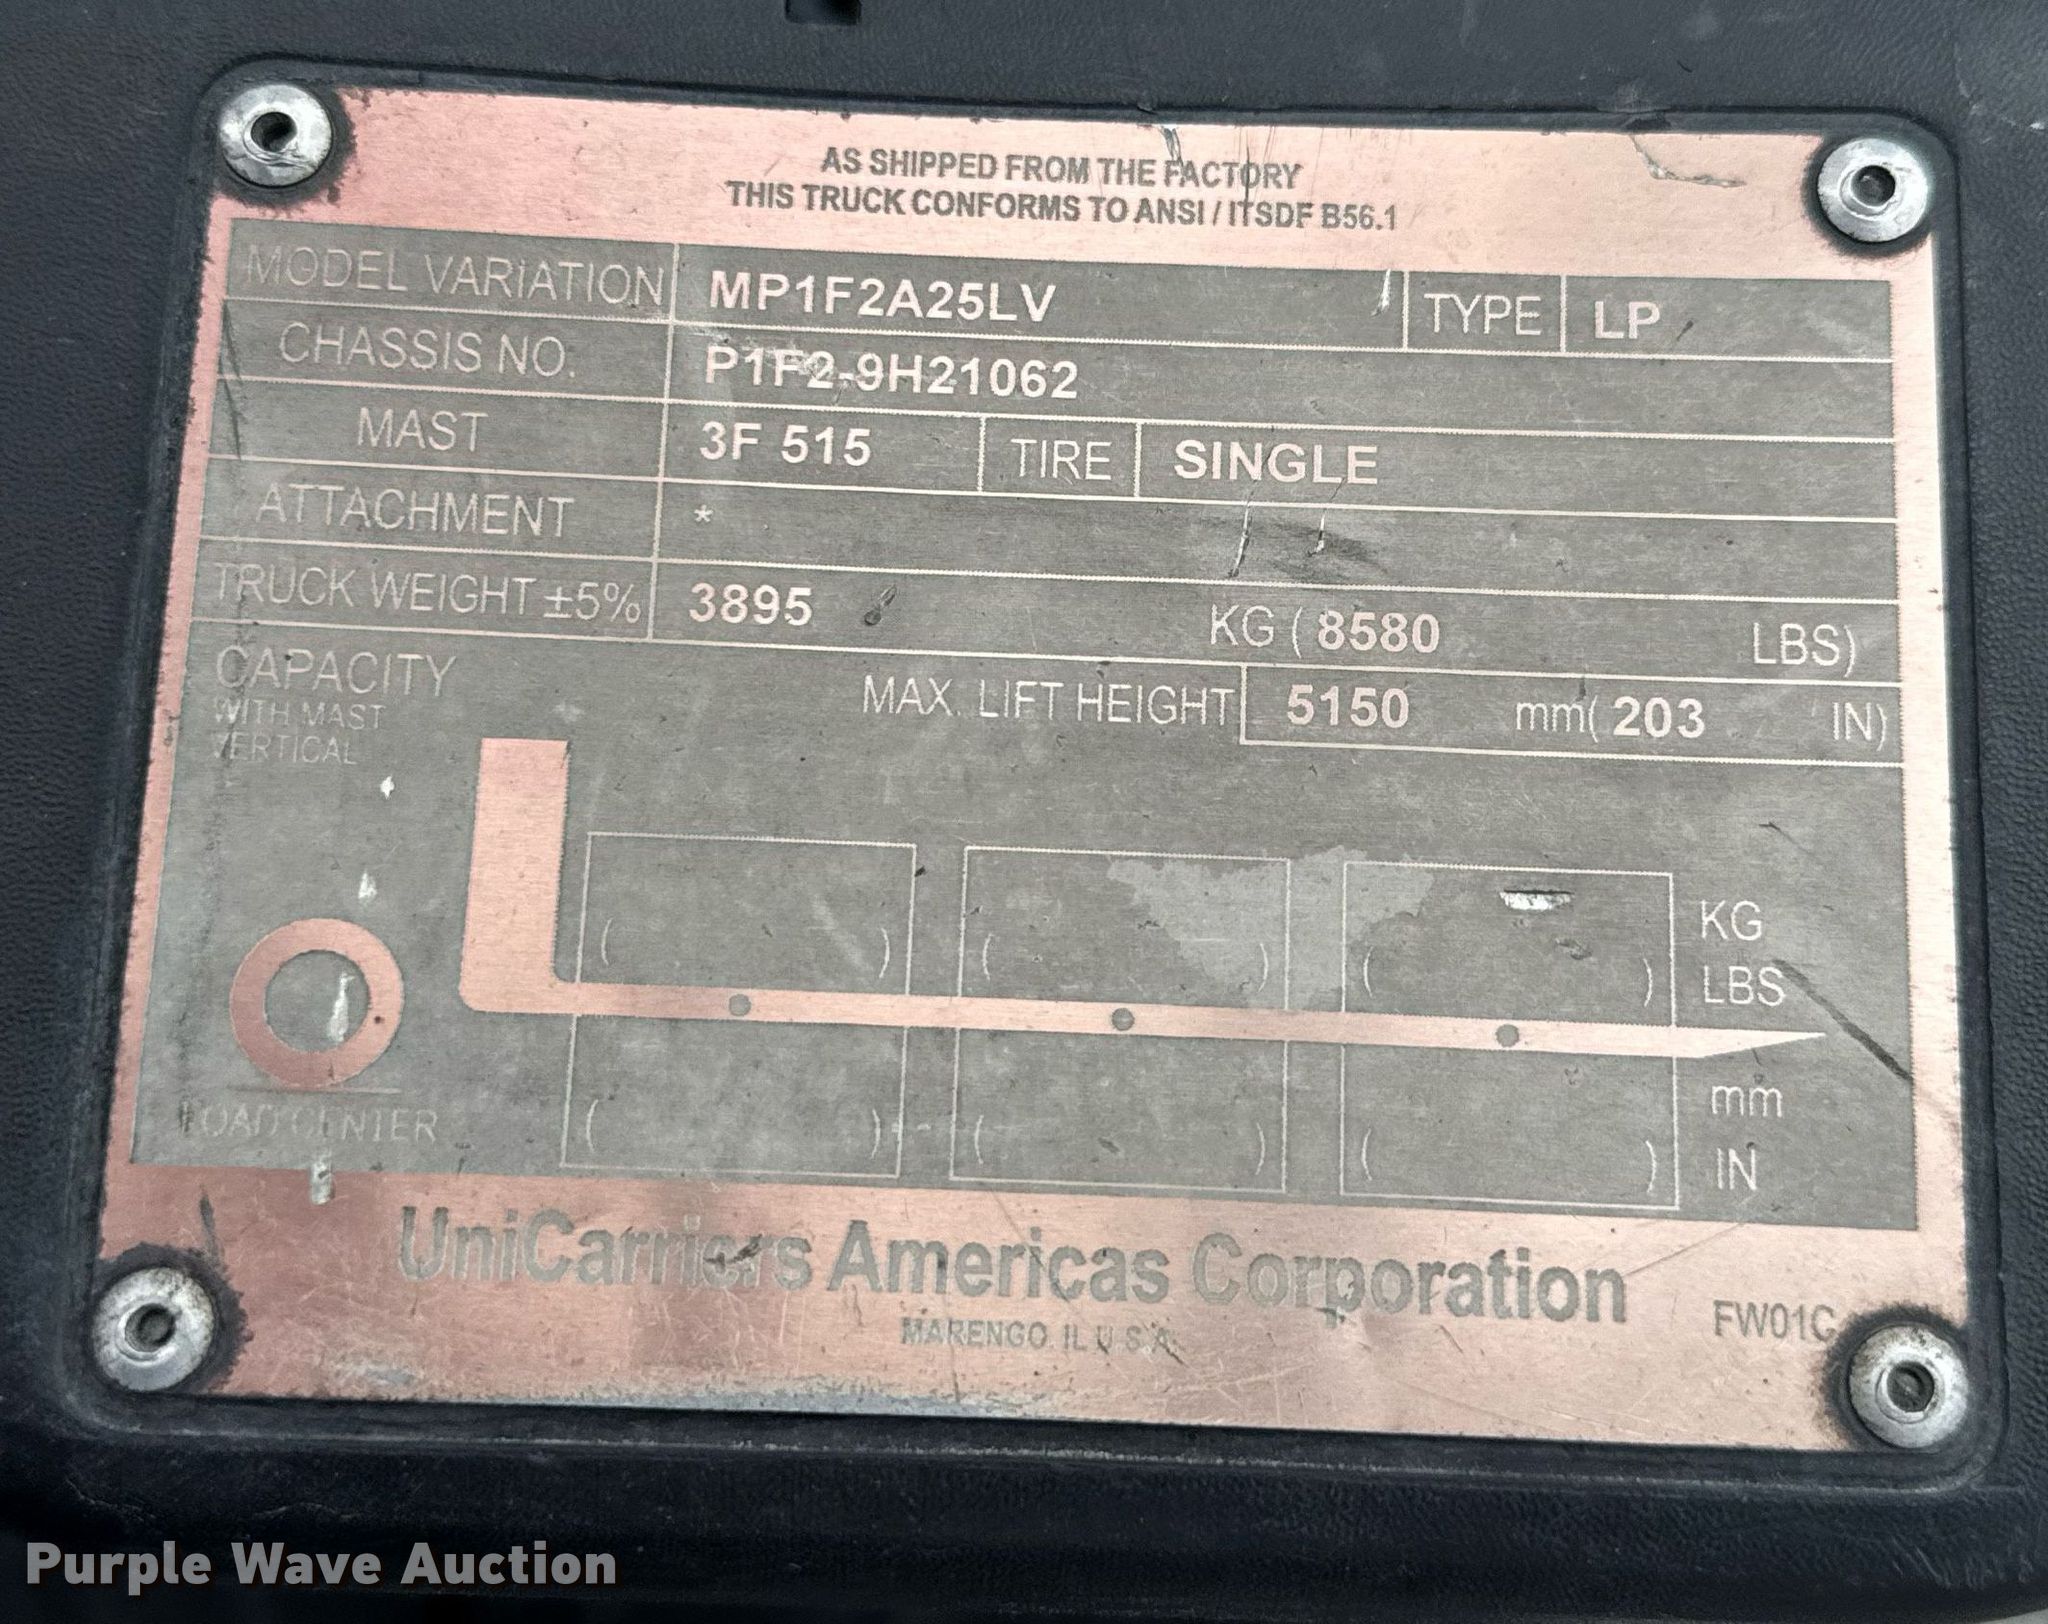 AS SHIPPED FROM THE FACTORY
THIS TRUCK CONFORMS TO ANSI / ITSDF B56.1
MODEL VARIATION MP1F2A25LV TYPE LP
CHASSIS NO. P1F2-9H21062
MAST 3F 515 TIRE SINGLE
ATTACHMENT *
TRUCK WEIGHT ±5% 3895 KG ( 8580 LBS)
CAPACITY
WITH MAST
VERTICAL
MAX. LIFT HEIGHT 5150 mm( 203 IN)
KG
( ) ( ) ( ) LBS
mm
LOAD CENTER ( ) ( ) ( ) IN
UniCarriers Americas Corporation
MARENGO. IL U.S.A. FW01C
Purple Wave Auction